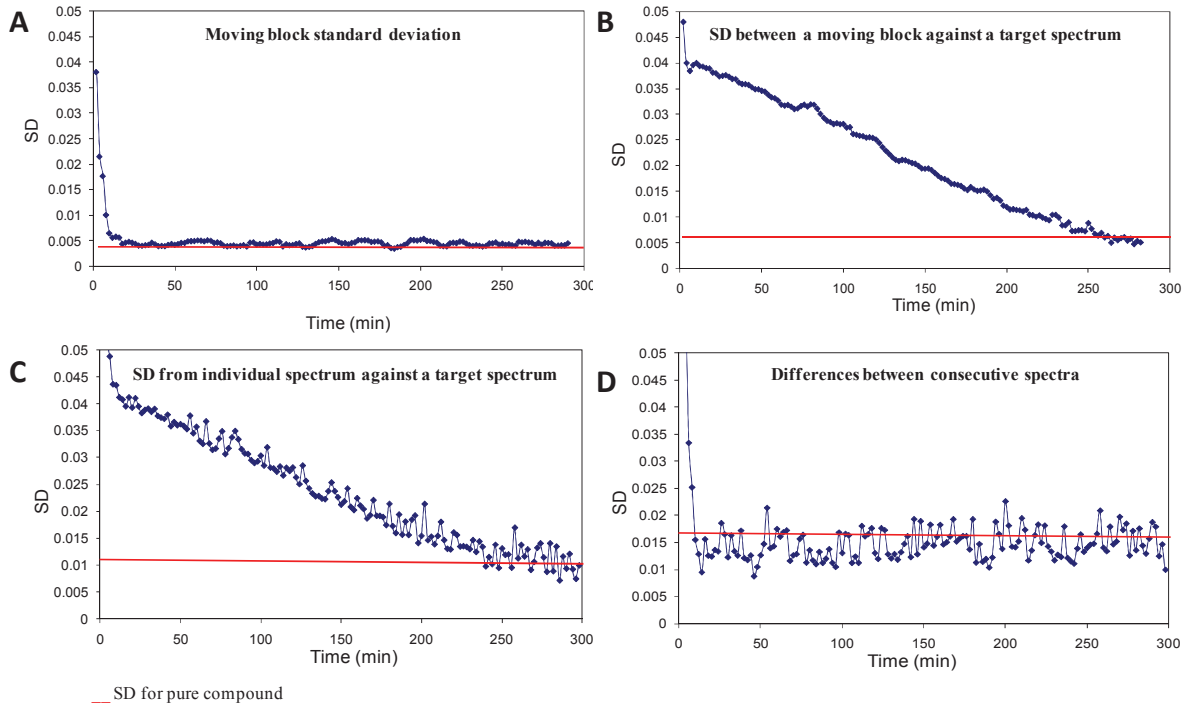 A
Moving block standard deviation
0.05
0.045
0.04
0.035
0.03
0.025
0.02
0.015
0.01
0.005
0
SD
0 50 100 150 200 250 300
Time (min)
B
SD between a moving block against a target spectrum
0.05
0.045
0.04
0.035
0.03
0.025
0.02
0.015
0.01
0.005
0
SD
0 50 100 150 200 250 300
Time (min)
C
SD from individual spectrum against a target spectrum
0.05
0.045
0.04
0.035
0.03
0.025
0.02
0.015
0.01
0.005
0
SD
0 50 100 150 200 250 300
Time (min)
D
Differences between consecutive spectra
0.05
0.045
0.04
0.035
0.03
0.025
0.02
0.015
0.01
0.005
0
SD
0 50 100 150 200 250 300
Time (min)
SD for pure compound